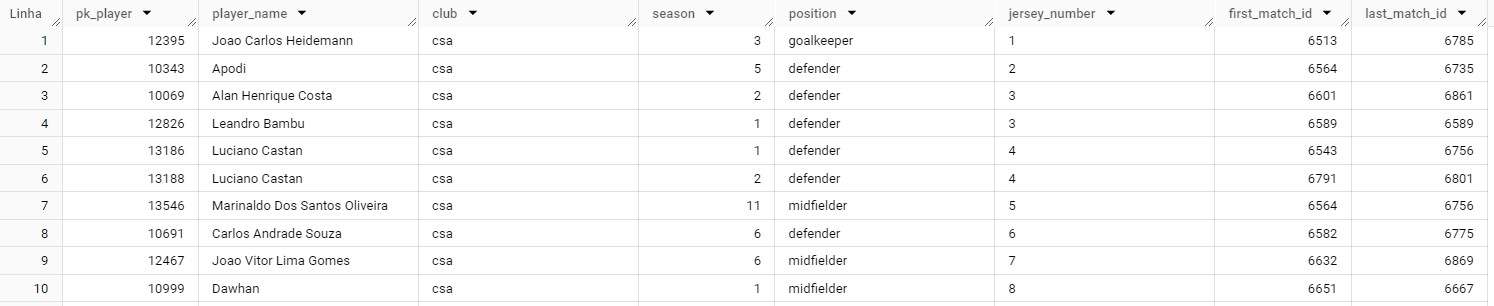 Linha pk_player player_name club season position jersey_number first_match_id last_match_id
1 12395 Joao Carlos Heidemann csa 3 goalkeeper 1 6513 6785
2 10343 Apodi csa 5 defender 2 6564 6735
3 10069 Alan Henrique Costa csa 2 defender 3 6601 6861
4 12826 Leandro Bambu csa 1 defender 3 6589 6589
5 13186 Luciano Castan csa 1 defender 4 6543 6756
6 13188 Luciano Castan csa 2 defender 4 6791 6801
7 13546 Marinaldo Dos Santos Oliveira csa 11 midfielder 5 6564 6756
8 10691 Carlos Andrade Souza csa 6 defender 6 6582 6775
9 12467 Joao Vitor Lima Gomes csa 6 midfielder 7 6632 6869
10 10999 Dawhan csa 1 midfielder 8 6651 6667